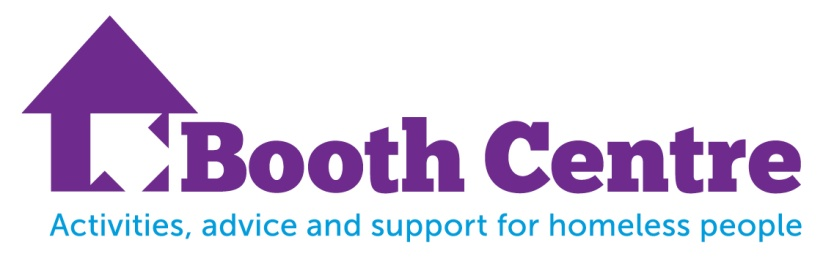 Booth Centre
Activities, advice and support for homeless people